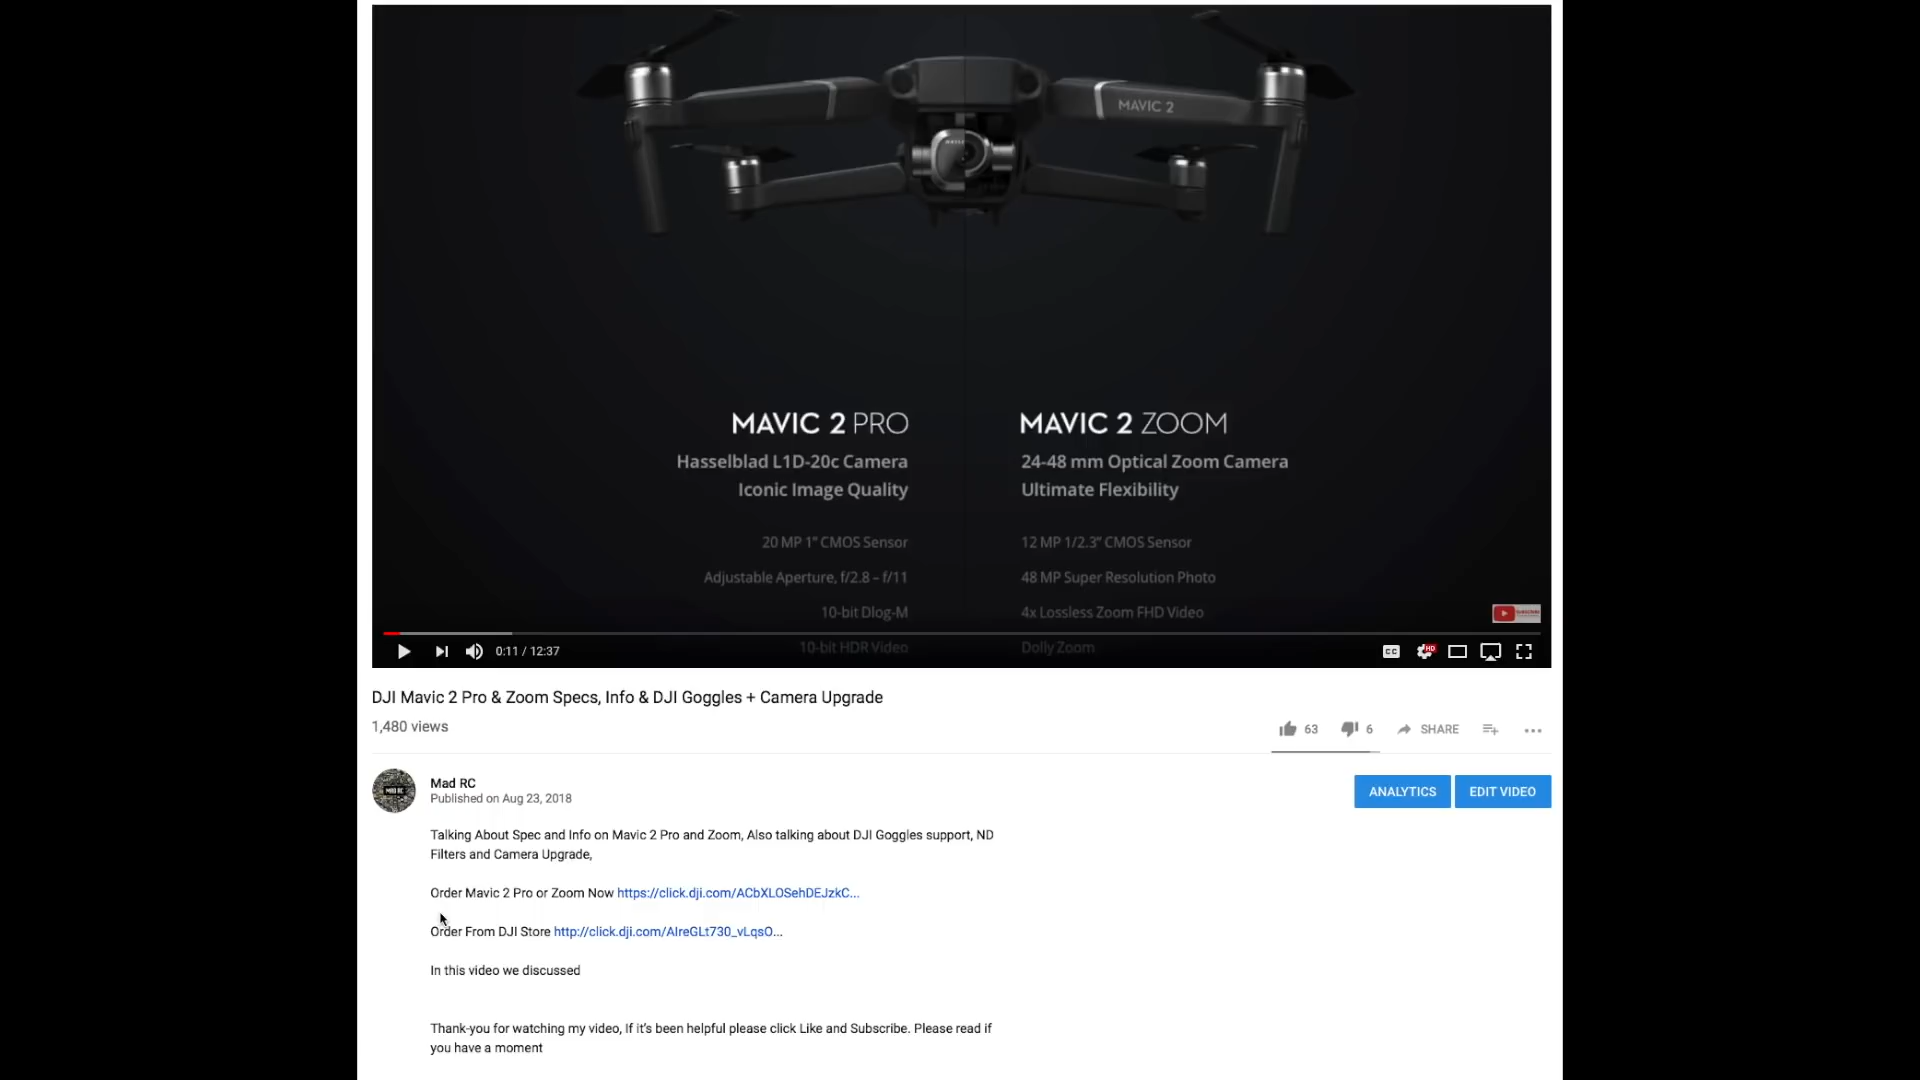 MAVIC 2
MAVIC 2 PRO
Hasselblad L1D-20c Camera
Iconic Image Quality
20 MP 1" CMOS Sensor
Adjustable Aperture, f/2.8 – f/11
10-bit Dlog-M
10-bit HDR Video
MAVIC 2 ZOOM
24-48 mm Optical Zoom Camera
Ultimate Flexibility
12 MP 1/2.3" CMOS Sensor
48 MP Super Resolution Photo
4x Lossless Zoom FHD Video
Dolly Zoom
0:11 / 12:37
CC
HD
DJI Mavic 2 Pro & Zoom Specs, Info & DJI Goggles + Camera Upgrade
1,480 views
63
6
SHARE
MAD RC
Mad RC
Published on Aug 23, 2018
ANALYTICS
EDIT VIDEO
Talking About Spec and Info on Mavic 2 Pro and Zoom, Also talking about DJI Goggles support, ND
Filters and Camera Upgrade,
Order Mavic 2 Pro or Zoom Now https://click.dji.com/ACbXLOSehDEJzkC...
Order From DJI Store http://click.dji.com/AIreGLt730_vLqsO...
In this video we discussed
Thank-you for watching my video, If it's been helpful please click Like and Subscribe. Please read if
you have a moment